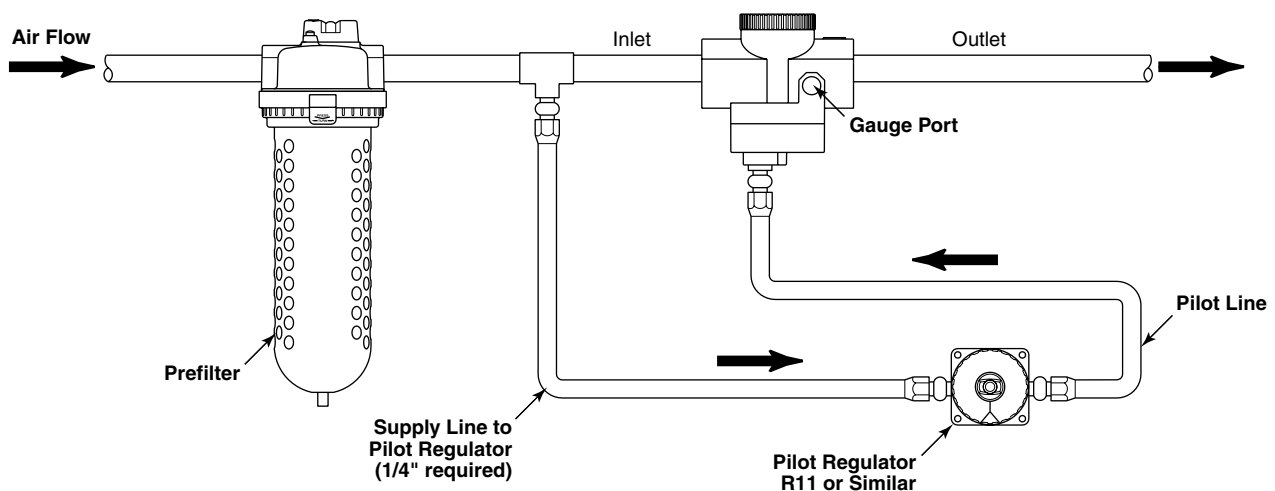 Air Flow
Inlet
Outlet
Gauge Port
Pilot Line
Prefilter
Supply Line to
Pilot Regulator
(1/4" required)
Pilot Regulator
R11 or Similar